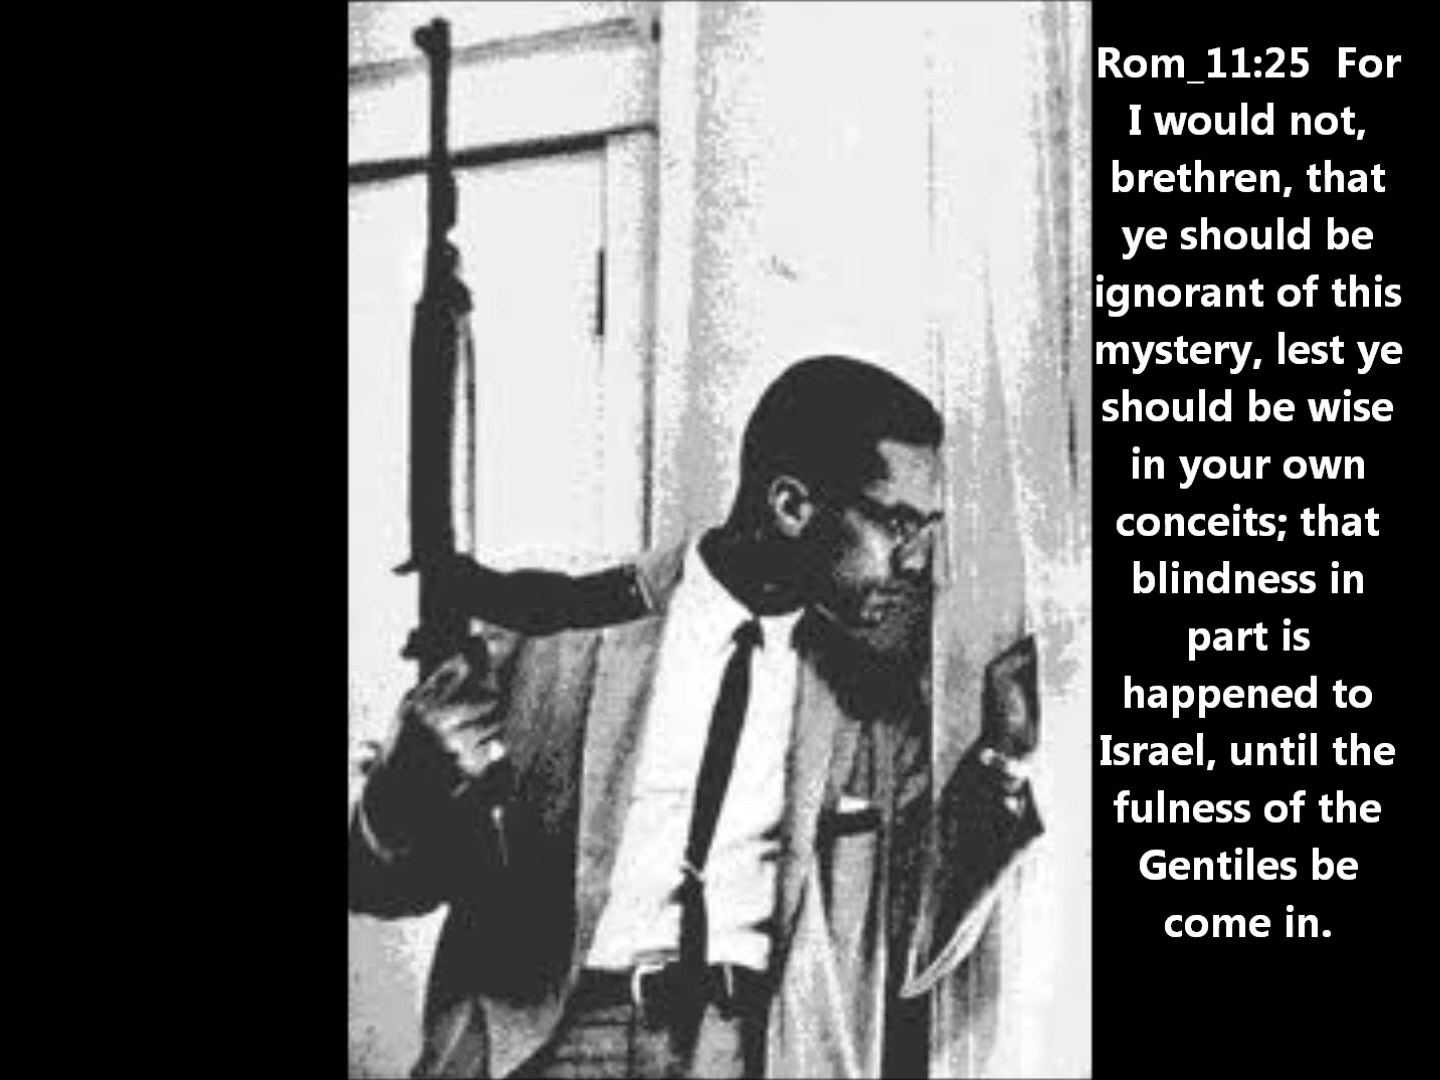 Rom_11:25  For
I would not,
brethren, that
ye should be
ignorant of this
mystery, lest ye
should be wise
in your own
conceits; that
blindness in
part is
happened to
Israel, until the
fulness of the
Gentiles be
come in.